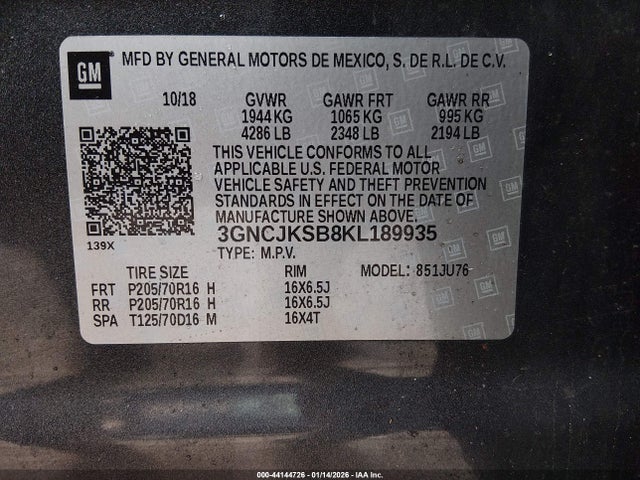 GM MFD BY GENERAL MOTORS DE MEXICO, S. DE R.L. DE C.V.
10/18 GVWR GAWR FRT GAWR RR
1944 KG 1065 KG 995 KG
4286 LB 2348 LB 2194 LB
THIS VEHICLE CONFORMS TO ALL
APPLICABLE U.S. FEDERAL MOTOR
VEHICLE SAFETY AND THEFT PREVENTION
STANDARDS IN EFFECT ON THE DATE OF
MANUFACTURE SHOWN ABOVE.
139X
3GNCJKSB8KL189935
TYPE: M.P.V.
TIRE SIZE RIM MODEL: 851JU76
FRT P205/70R16 H 16X6.5J
RR P205/70R16 H 16X6.5J
SPA T125/70D16 M 16X4T
000-44144726 - 01/14/2026 - IAA Inc.